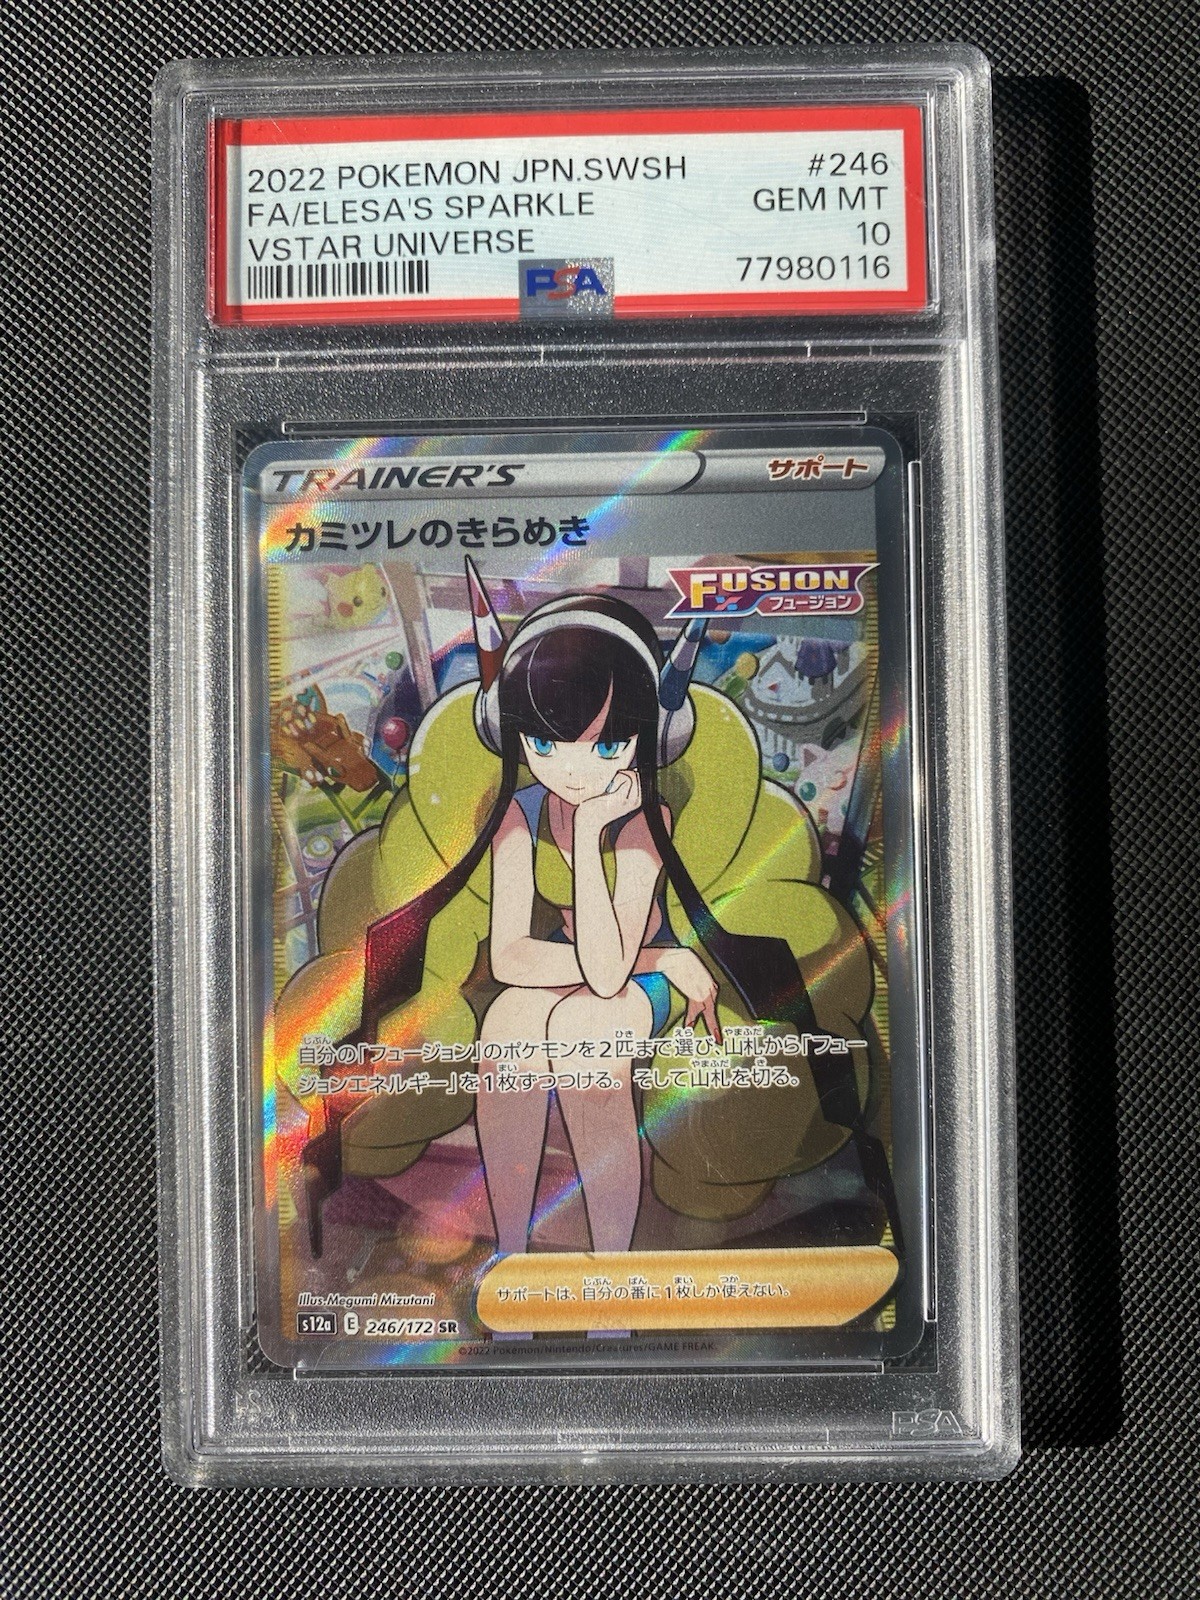 2022 POKEMON JPN.SWSH #246
FA/ELESA'S SPARKLE GEM MT
VSTAR UNIVERSE 10
PSA 77980116
TRAINER'S サポート
カミツレのきらめき
FUSION
フュージョン
自分の「フュージョン」のポケモンを2匹まで選び、山札から「フュー
ジョンエネルギー」を1枚ずつつける。そして山札を切る。
サポートは、自分の番に1枚しか使えない。
Illus.Megumi Mizutani
s12a E 246/172 SR
©2022 Pokémon/Nintendo/Creatures/GAME FREAK.
PSA